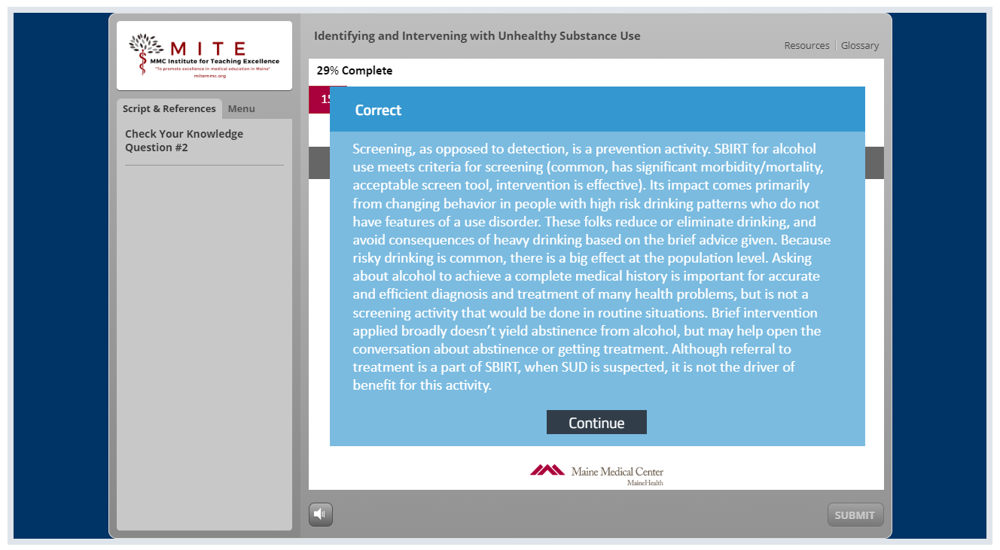 MITE
MMC Institute for Teaching Excellence
"To promote excellence in medical education in Maine"
mitemmc.org
Script & References
Menu
Check Your Knowledge
Question #2
Identifying and Intervening with Unhealthy Substance Use
Resources
Glossary
29% Complete
15
Correct
Screening, as opposed to detection, is a prevention activity. SBIRT for alcohol
use meets criteria for screening (common, has significant morbidity/mortality,
acceptable screen tool, intervention is effective). Its impact comes primarily
from changing behavior in people with high risk drinking patterns who do not
have features of a use disorder. These folks reduce or eliminate drinking, and
avoid consequences of heavy drinking based on the brief advice given. Because
risky drinking is common, there is a big effect at the population level. Asking
about alcohol to achieve a complete medical history is important for accurate
and efficient diagnosis and treatment of many health problems, but is not a
screening activity that would be done in routine situations. Brief intervention
applied broadly doesn’t yield abstinence from alcohol, but may help open the
conversation about abstinence or getting treatment. Although referral to
treatment is a part of SBIRT, when SUD is suspected, it is not the driver of
benefit for this activity.
Continue
Maine Medical Center
MaineHealth
SUBMIT